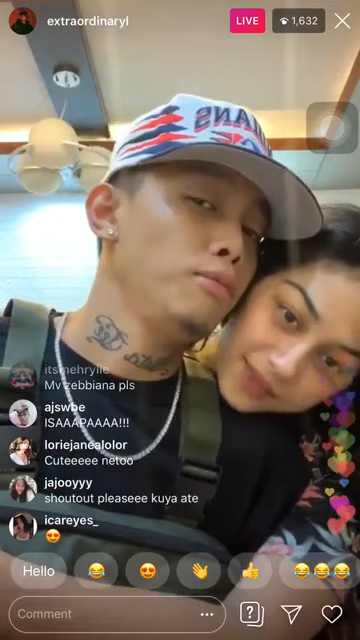 extraordinaryl
LIVE
1,632
itsmehrylle
Mv zebbiana pls
ajswbe
ISAAAPAAAA!!!
loriejanealolor
Cuteeeee netoo
jajooyyy
shoutout pleaseee kuya ate
icareyes_
Hello
Comment